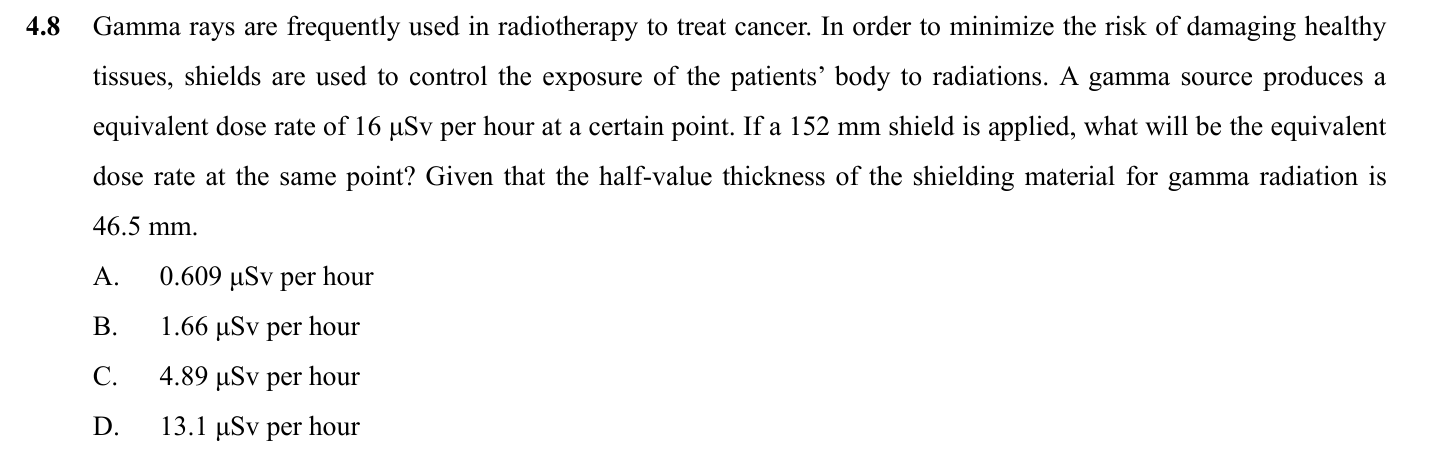 4.8 Gamma rays are frequently used in radiotherapy to treat cancer. In order to minimize the risk of damaging healthy
tissues, shields are used to control the exposure of the patients’ body to radiations. A gamma source produces a
equivalent dose rate of 16 μSv per hour at a certain point. If a 152 mm shield is applied, what will be the equivalent
dose rate at the same point? Given that the half-value thickness of the shielding material for gamma radiation is
46.5 mm.
A. 0.609 μSv per hour
B. 1.66 μSv per hour
C. 4.89 μSv per hour
D. 13.1 μSv per hour